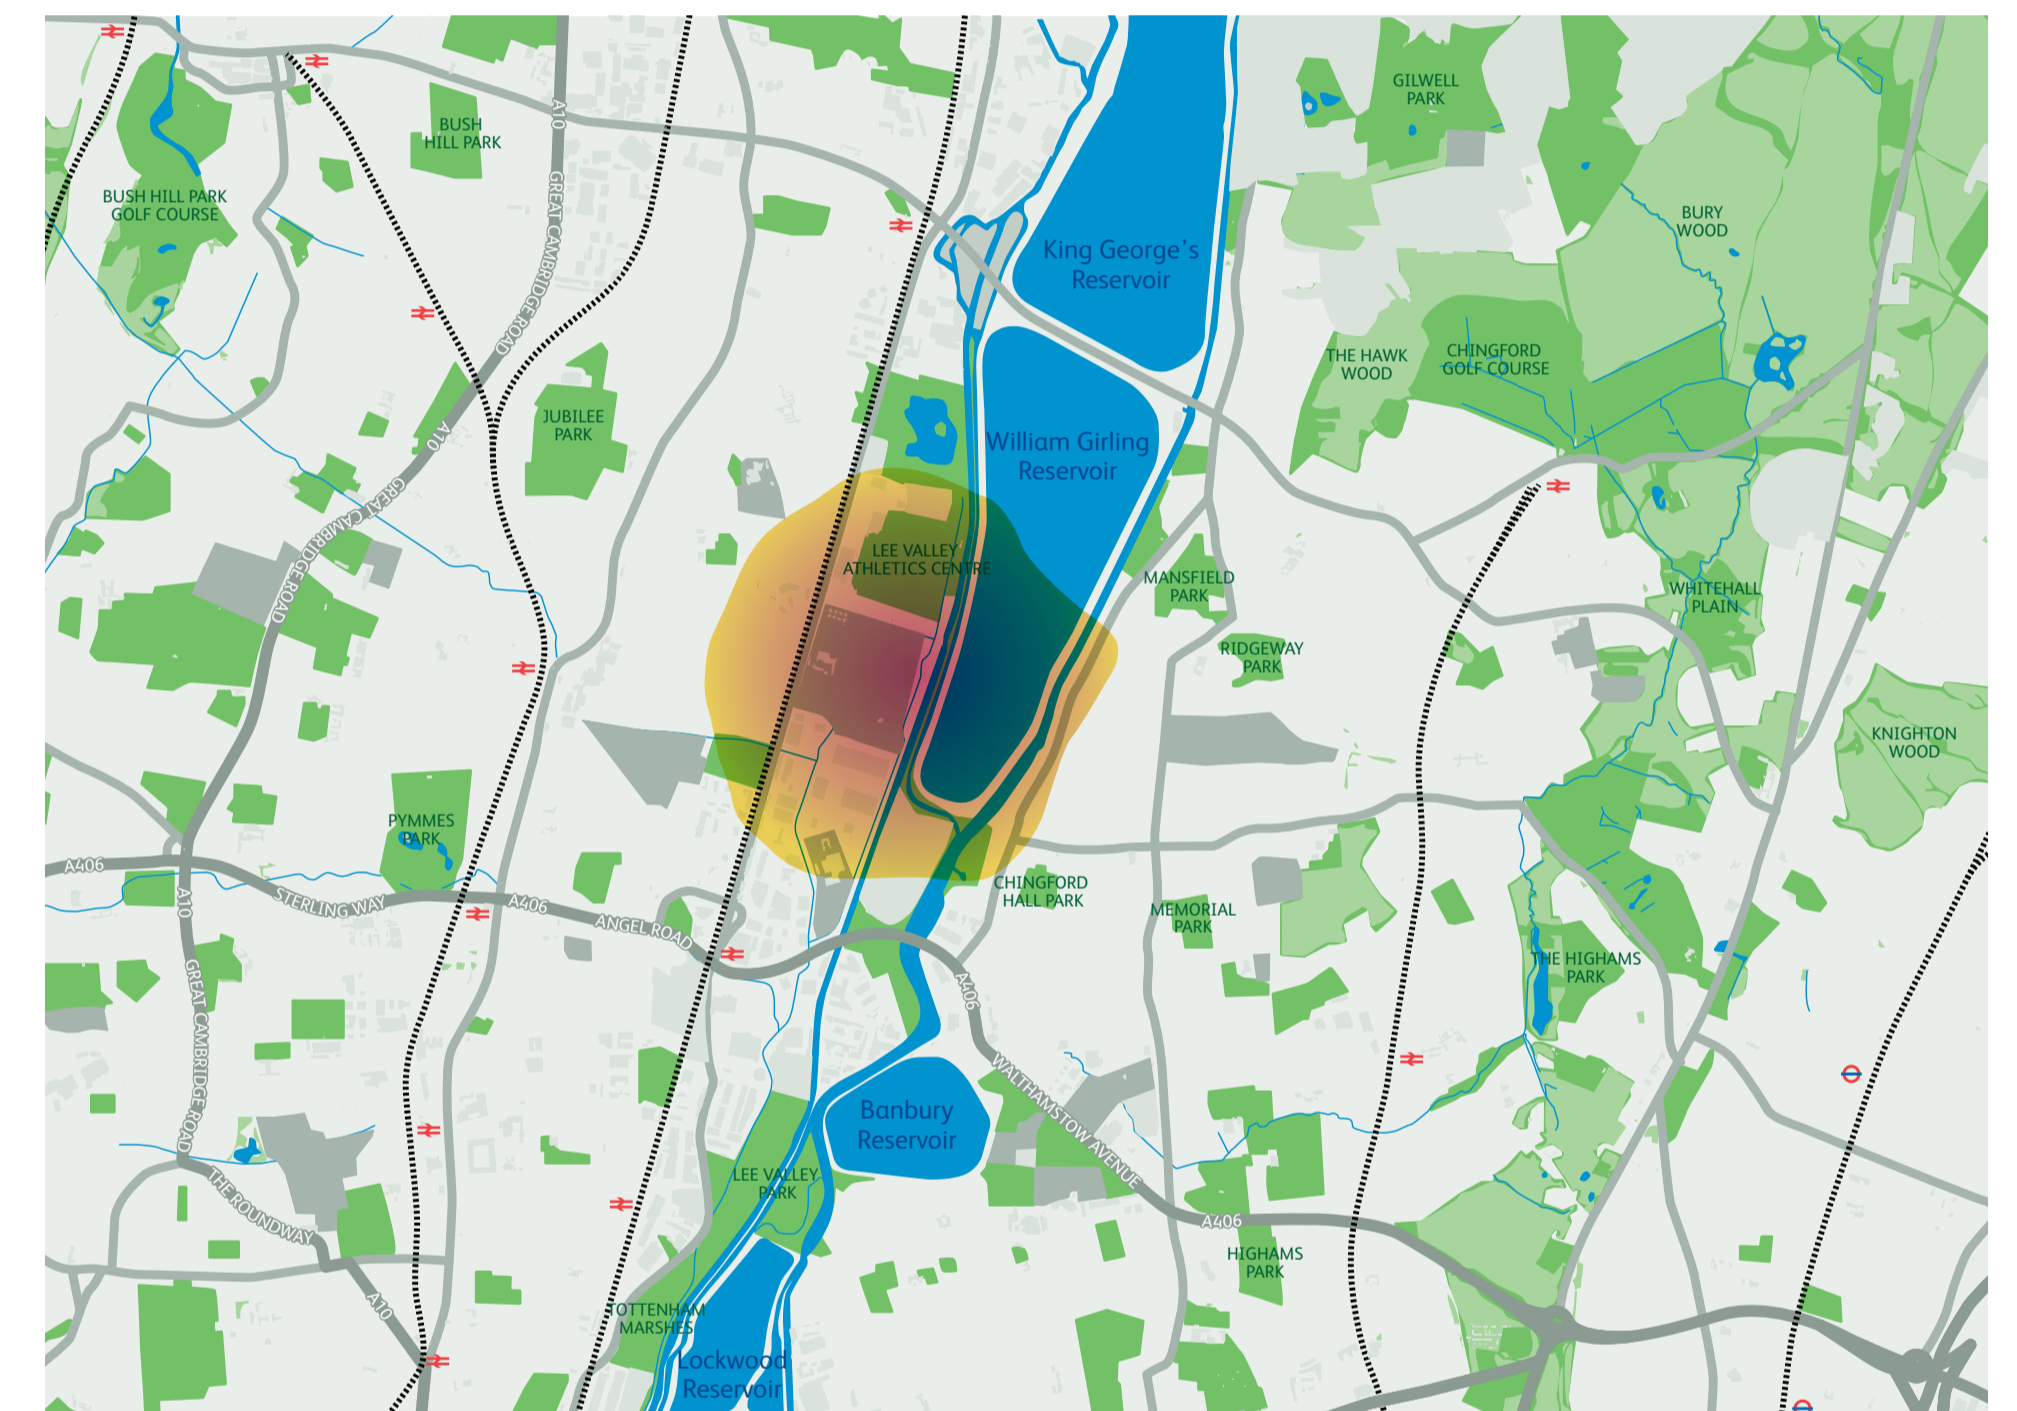 GILWELL
PARK
A10
BUSH
HILL PARK
BUSH HILL PARK
GOLF COURSE
GREAT CAMBRIDGE ROAD
BURY
WOOD
King George's
Reservoir
THE HAWK
WOOD
CHINGFORD
GOLF COURSE
JUBILEE
PARK
A10
William Girling
Reservoir
GREAT CAMBRIDGE ROAD
LEE VALLEY
ATHLETICS CENTRE
MANSFIELD
PARK
WHITEHALL
PLAIN
RIDGEWAY
PARK
KNIGHTON
WOOD
PYMMES
PARK
A406
A10
STERLING WAY
A406
ANGEL ROAD
CHINGFORD
HALL PARK
MEMORIAL
PARK
THE HIGHAMS
PARK
A406
GREAT CAMBRIDGE ROAD
WALTHAMSTOW AVENUE
Banbury
Reservoir
LEE VALLEY
PARK
THE ROUNDWAY
A406
HIGHAMS
PARK
A10
TOTTENHAM
MARSHES
Lockwood
Reservoir